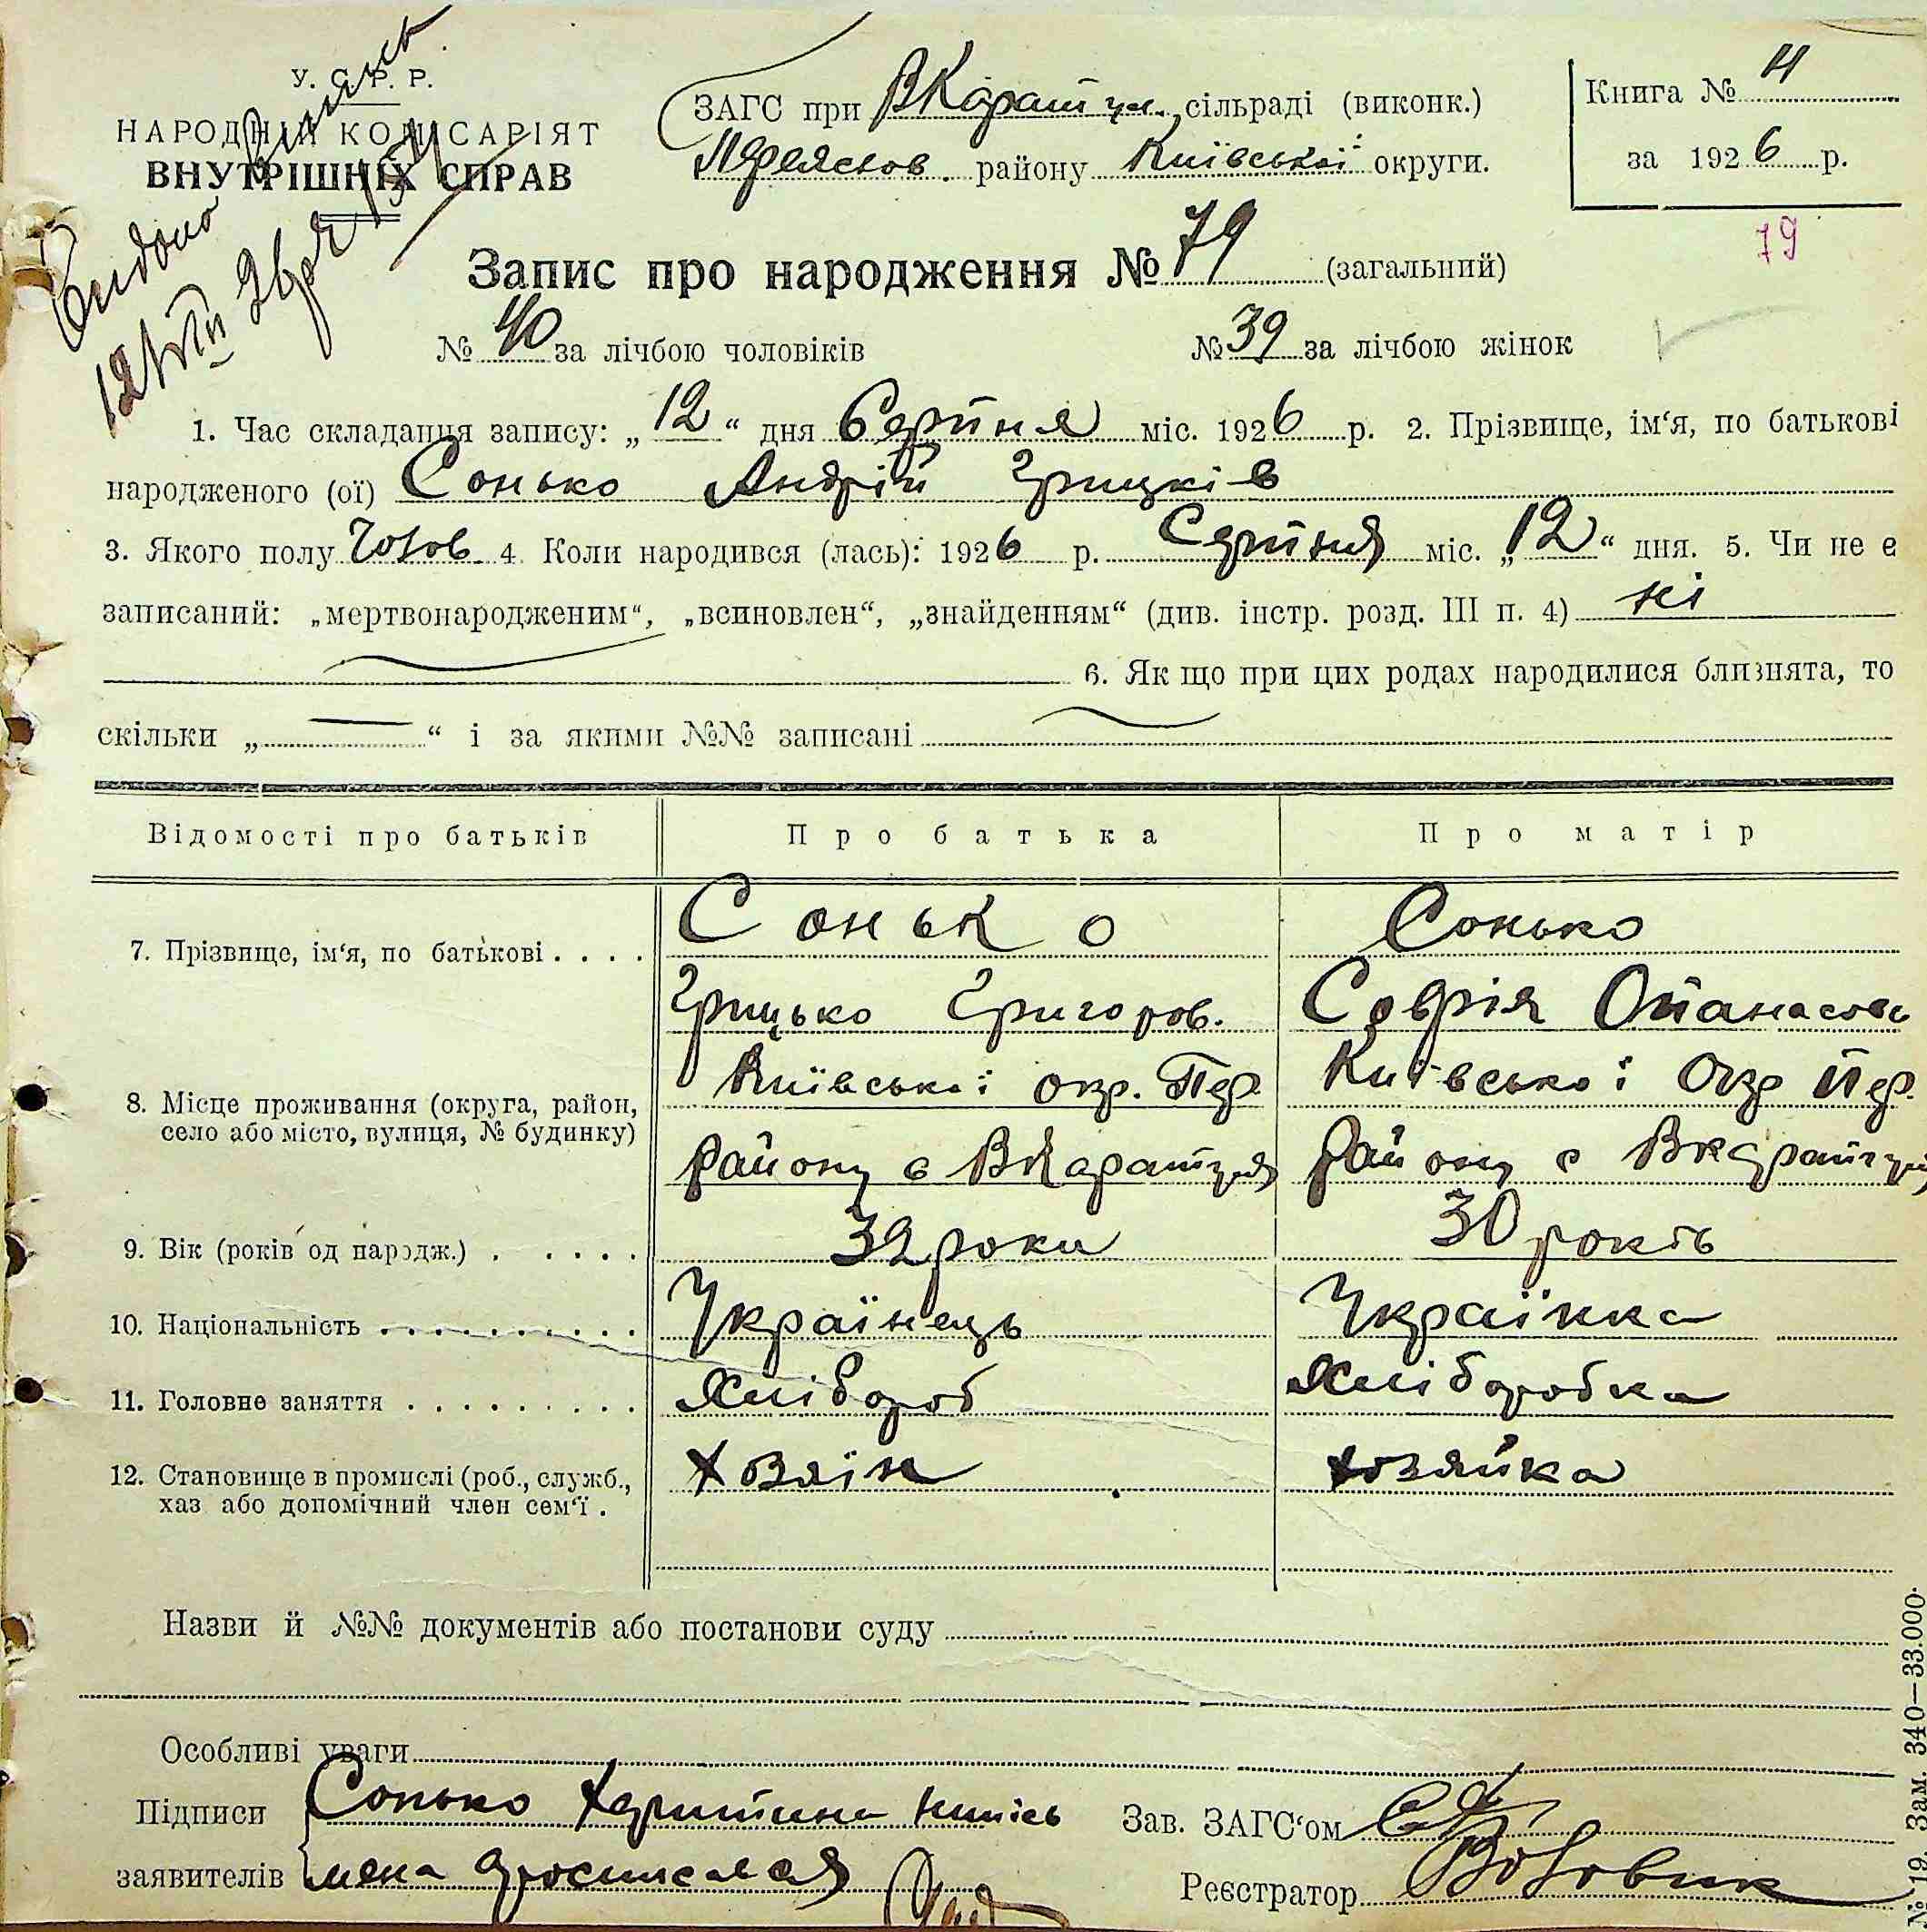 У. С. Р. Р.
НАРОДНІЙ КОМІСАРІЯТ
ВНУТРІШНІХ СПРАВ
Видано
ЗАГС при ВКарат ул. сільраді (виконк.)
Переяслов. району Київської округи.
Книга № 4
за 1926 р.
79
Запис про народження № 79 (загальний)
№ 40 за лічбою чоловіків № 39 за лічбою жінок
1. Час складання запису: „12“ дня Серпня міс. 1926 р. 2. Прізвище, ім‘я, по батькові
народженого (ої) Сонько Андрій Грицків
3. Якого полу Чолов. 4. Коли народився (лась): 1926 р. Серпня міс. „12“ дня. 5. Чи не є
записаний: „мертвонародженим“, „всиновлен“, „знайденням“ (див. інстр. розд. III п. 4) ні
6. Як що при цих родах народилися близнята, то
скільки „—“ і за якими №№ записані
Відомості про батьків Про батька Про матір
7. Прізвище, ім‘я, по батькові . . . . Сонько Сонько
Грицько Григоров. Софія Опанасовн
8. Місце проживання (округа, район, село або місто, вулиця, № будинку) Київської окр. Пер Київської Окр Пер.
району с ВКаратуля Району с ВКаратуля
9. Вік (років од народж.) . . . . . 32 роки 30 років
10. Національність . . . . . . . . . . Українець Українка
11. Головне заняття . . . . . . . . . Хлібороб Хліборобка
12. Становище в промислі (роб., служб., хаз або допомічний член сем‘ї . Хозяін хозяйка
Назви й №№ документів або постанови суду
Особливі уваги
Підписи Сонько Зав. ЗАГС‘ом
заявителів Реєстратор Вововик
№ 19. Зам. 340—33.000.